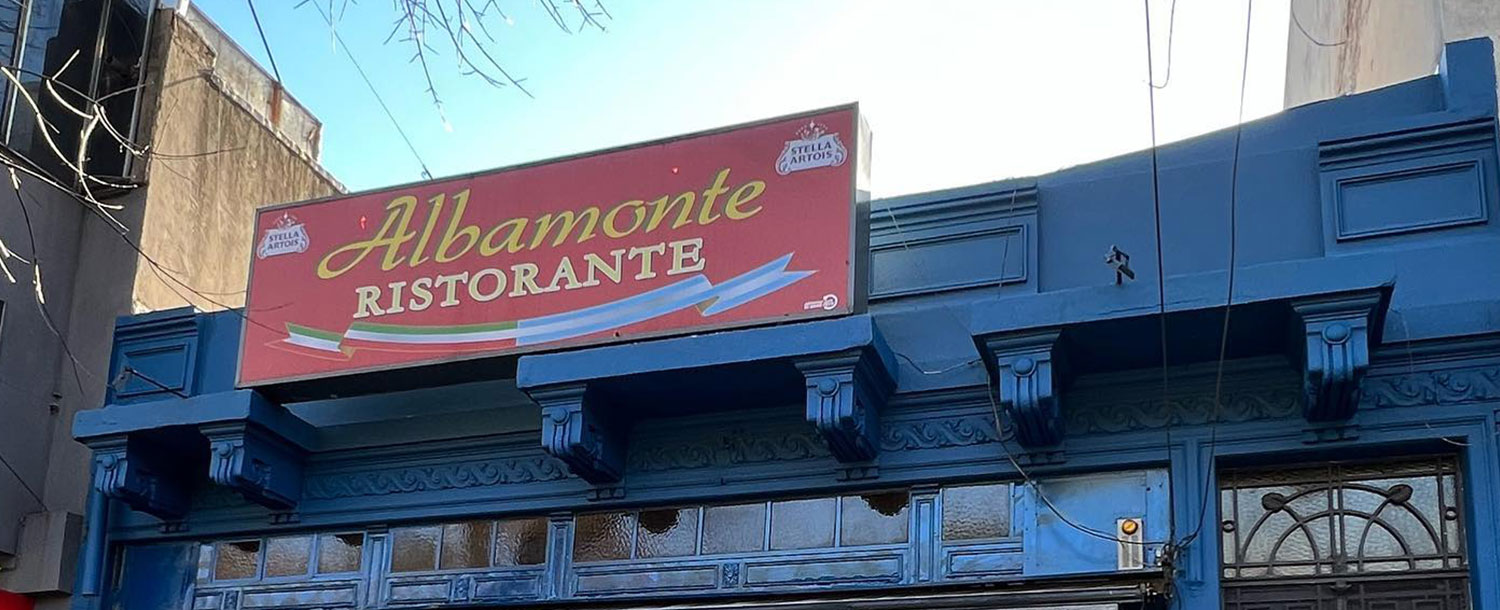 STELLA
ARTOIS
STELLA
ARTOIS
Albamonte
RISTORANTE